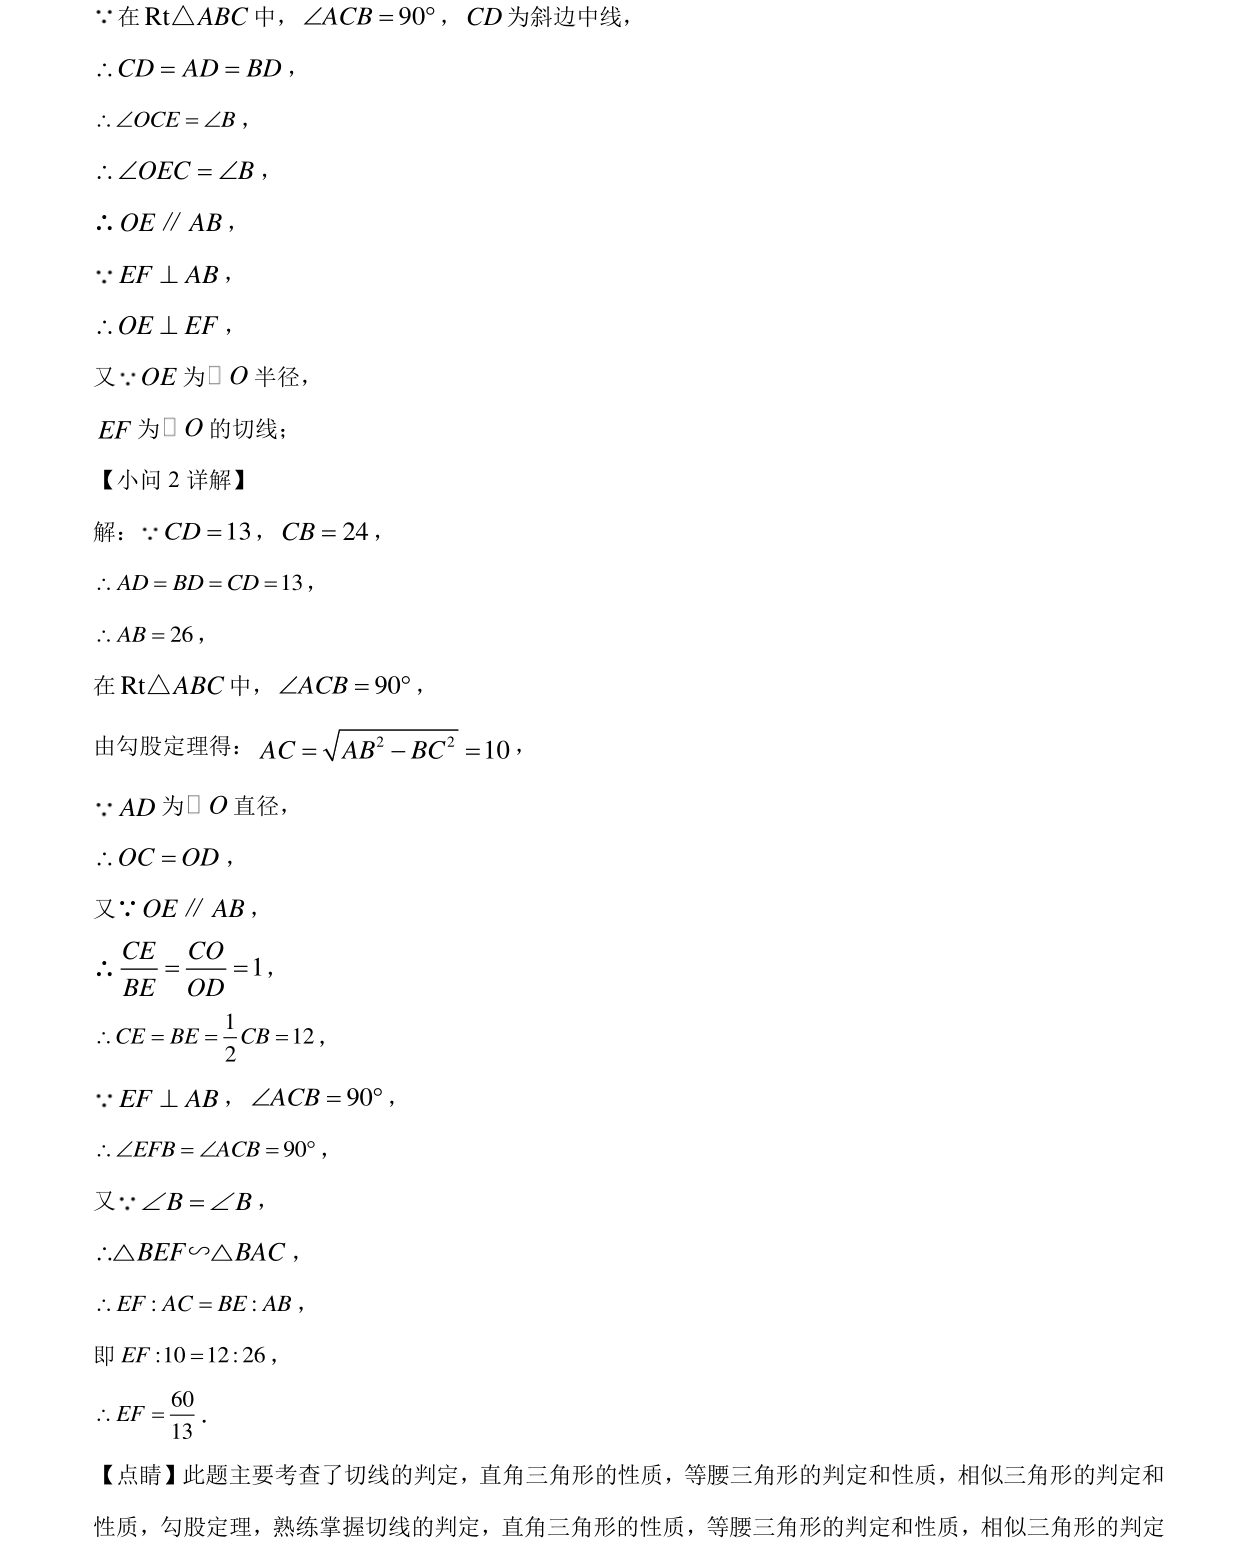 ∵在Rt△ABC中，∠ACB=90°，CD为斜边中线，
∴CD=AD=BD，
∴∠OCE=∠B，
∴∠OEC=∠B，
∴OE∥AB，
∵EF⊥AB，
∴OE⊥EF，
又∵OE为□O半径，
EF为□O的切线；
【小问2详解】
解：∵CD=13，CB=24，
∴AD=BD=CD=13，
∴AB=26，
在Rt△ABC中，∠ACB=90°，
由勾股定理得：AC=√(AB²−BC²)=10，
∵AD为□O直径，
∴OC=OD，
又∵OE∥AB，
∴CE/BE=CO/OD=1，
∴CE=BE=1/2CB=12，
∵EF⊥AB，∠ACB=90°，
∴∠EFB=∠ACB=90°，
又∵∠B=∠B，
∴△BEF∽△BAC，
∴EF:AC=BE:AB，
即EF:10=12:26，
∴EF=60/13．
【点睛】此题主要考查了切线的判定，直角三角形的性质，等腰三角形的判定和性质，相似三角形的判定和
性质，勾股定理，熟练掌握切线的判定，直角三角形的性质，等腰三角形的判定和性质，相似三角形的判定